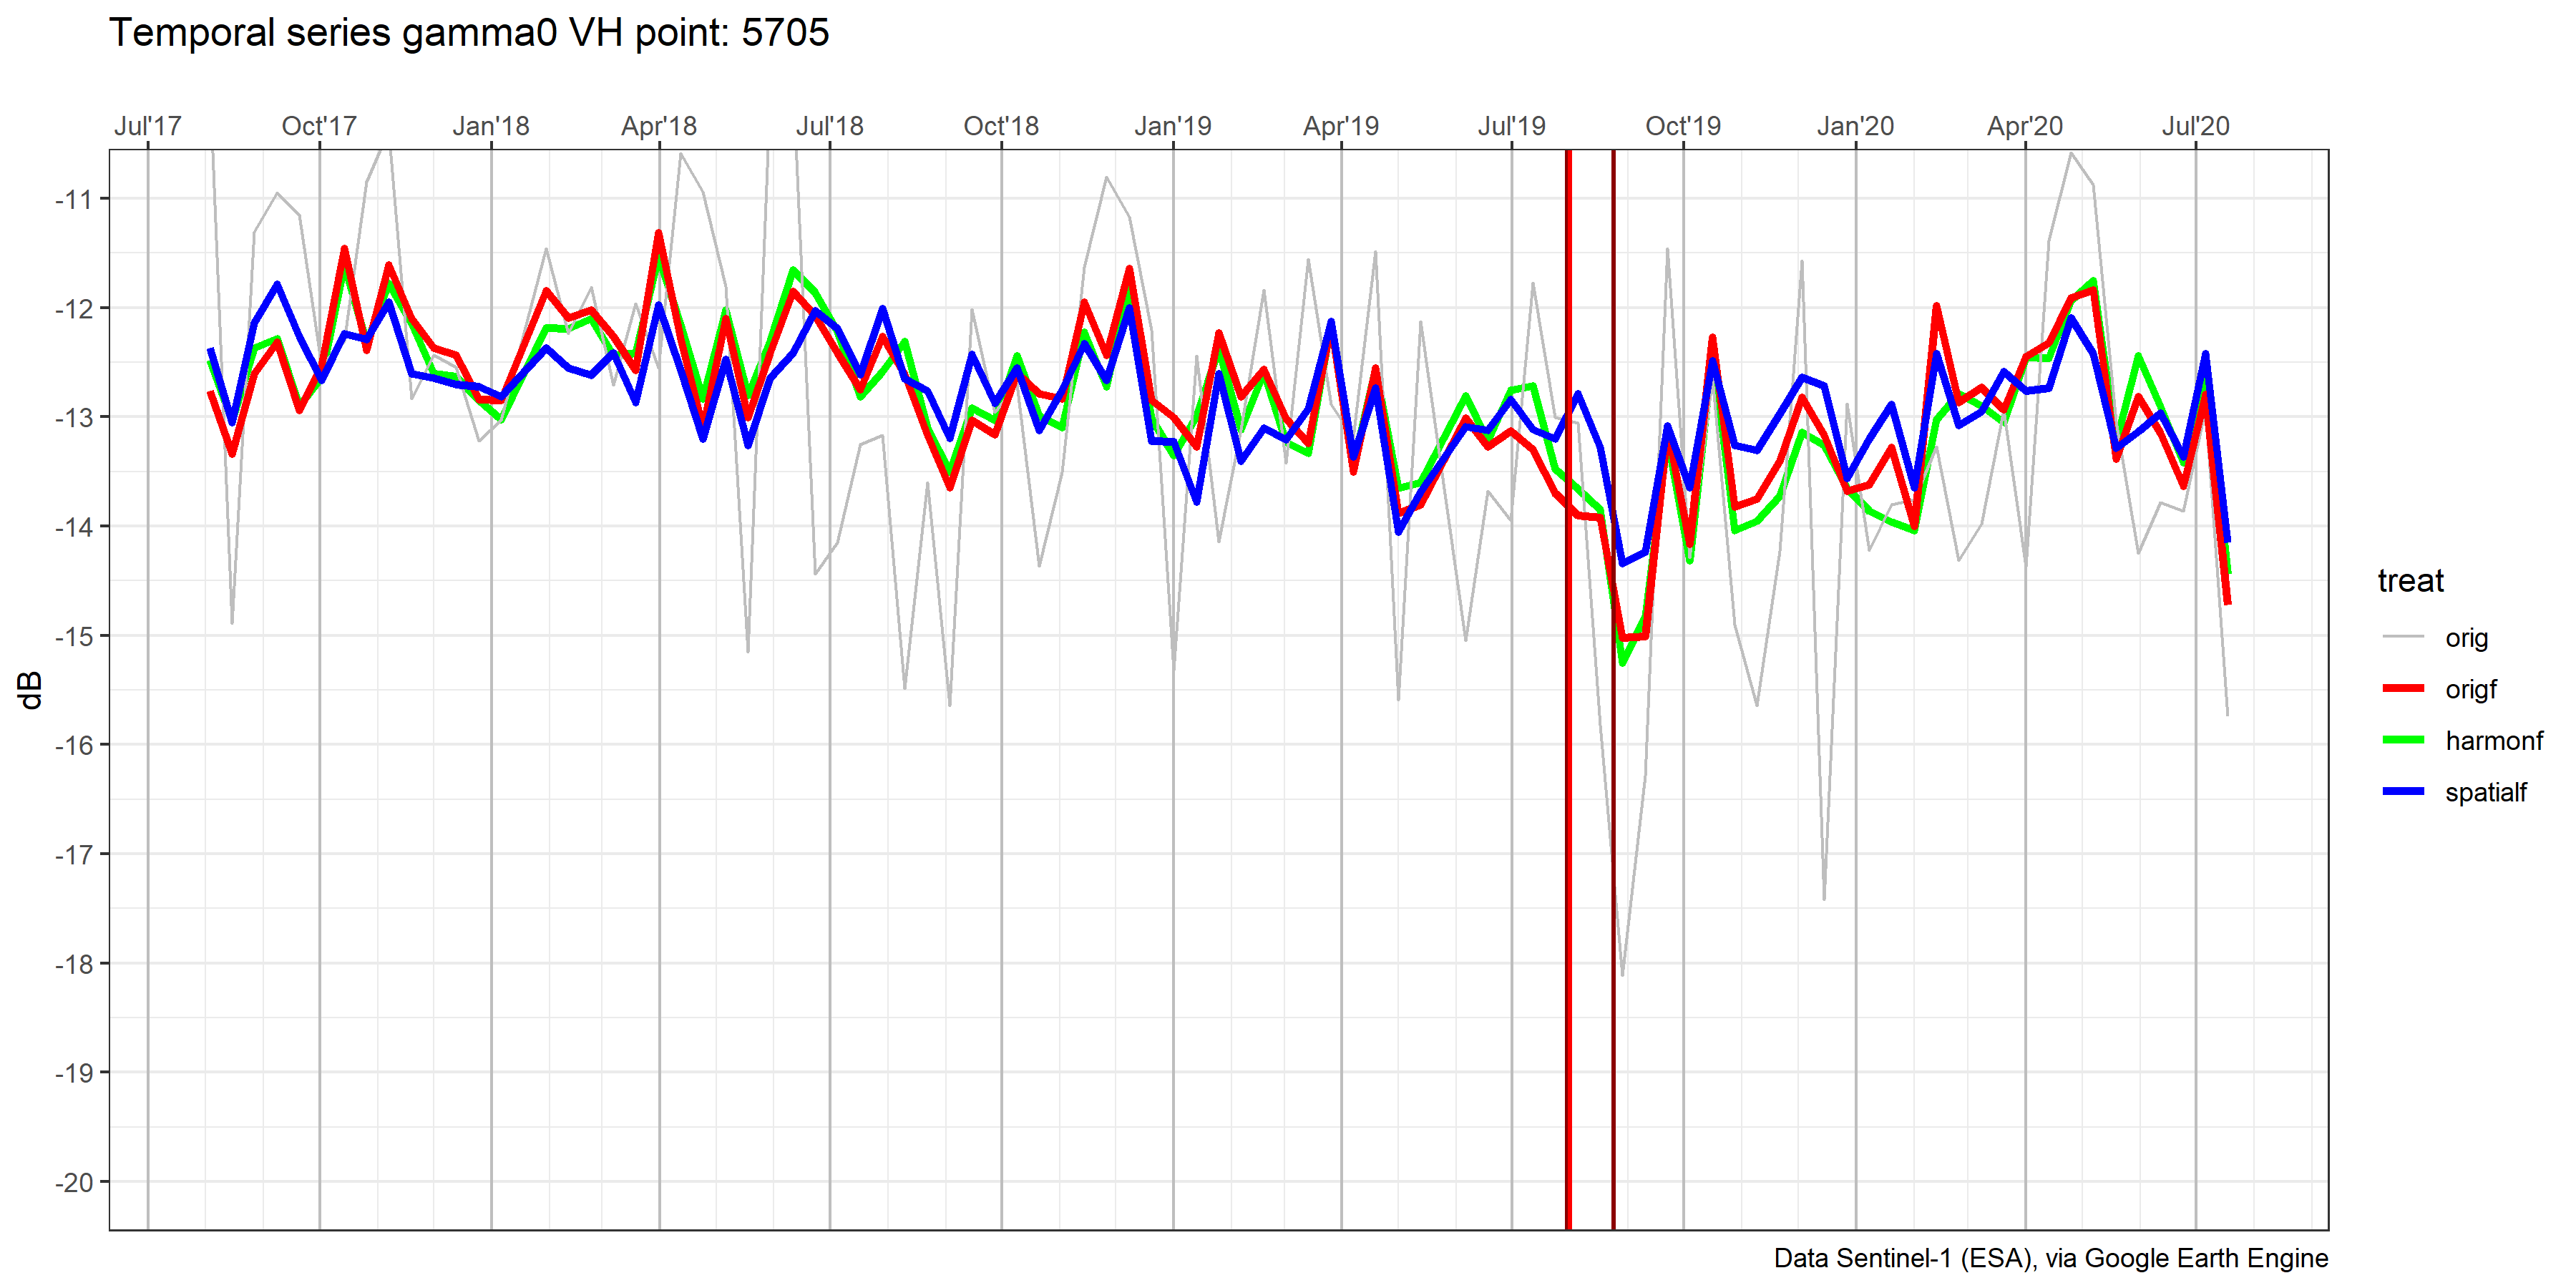 Temporal series gamma0 VH point: 5705
Jul'17 Oct'17 Jan'18 Apr'18 Jul'18 Oct'18 Jan'19 Apr'19 Jul'19 Oct'19 Jan'20 Apr'20 Jul'20
-11
-12
-13
-14
-15
-16
-17
-18
-19
-20
dB
treat
orig
origf
harmonf
spatialf
Data Sentinel-1 (ESA), via Google Earth Engine